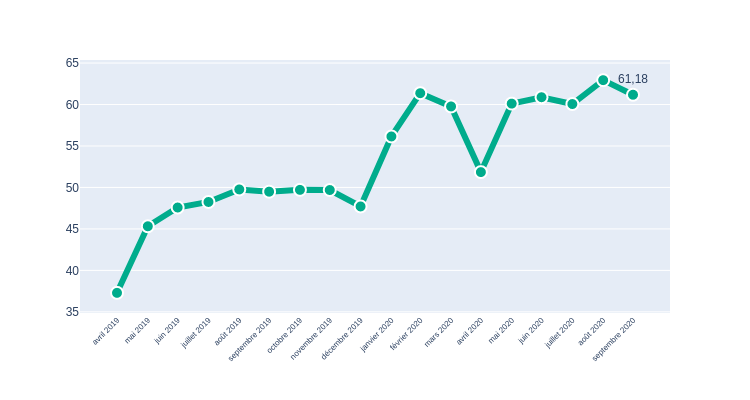 65
61,18
60
55
50
45
40
35
avril 2019
mai 2019
juin 2019
juillet 2019
août 2019
septembre 2019
octobre 2019
novembre 2019
décembre 2019
janvier 2020
février 2020
mars 2020
avril 2020
mai 2020
juin 2020
juillet 2020
août 2020
septembre 2020